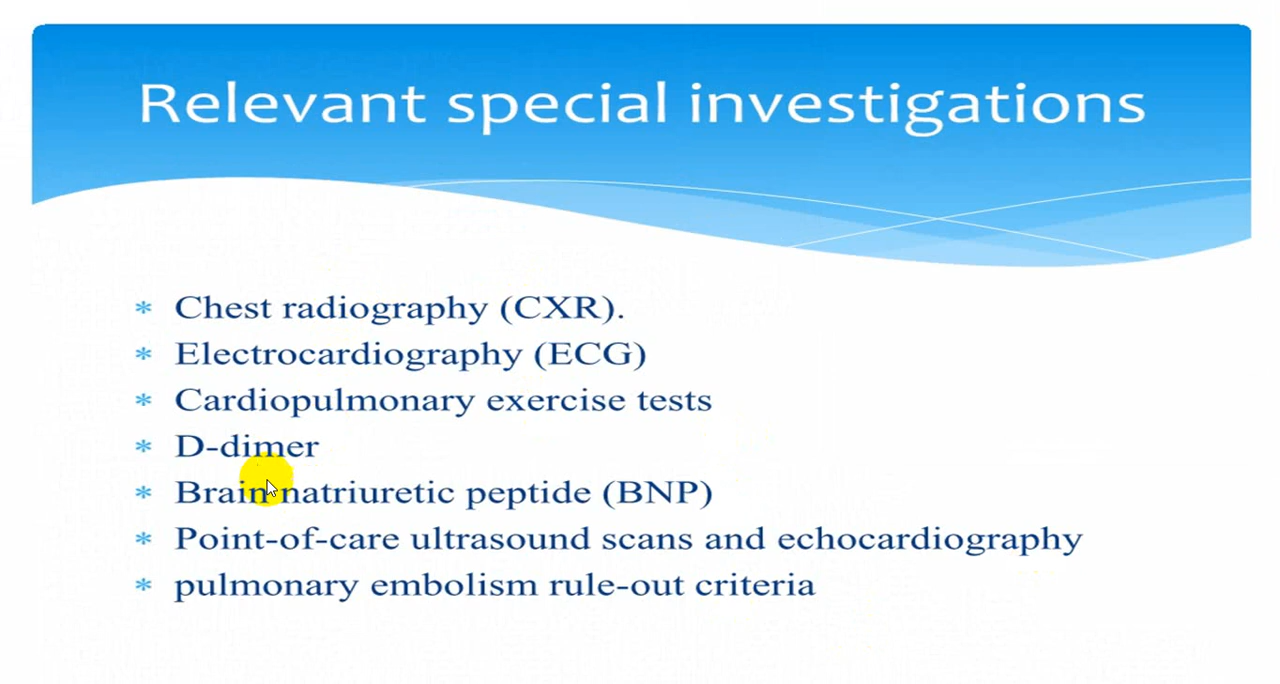 Relevant special investigations
* Chest radiography (CXR).
* Electrocardiography (ECG)
* Cardiopulmonary exercise tests
* D-dimer
* Brain natriuretic peptide (BNP)
* Point-of-care ultrasound scans and echocardiography
* pulmonary embolism rule-out criteria